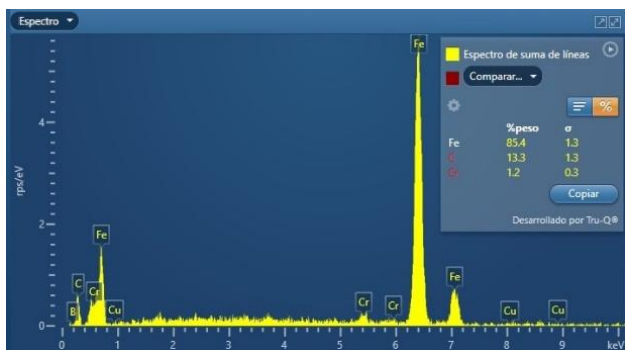 Espectro
Fe
Espectro de suma de líneas
Comparar...
%
%peso σ
Fe 85.4 1.3
C 13.3 1.3
Cr 1.2 0.3
Copiar
Desarrollado por Tru-Q®
rps/eV
4
2
0
Fe
C
Cr
B
Cu
Cr
Cr
Fe
Cu
Cu
0 1 2 3 4 5 6 7 8 9 keV